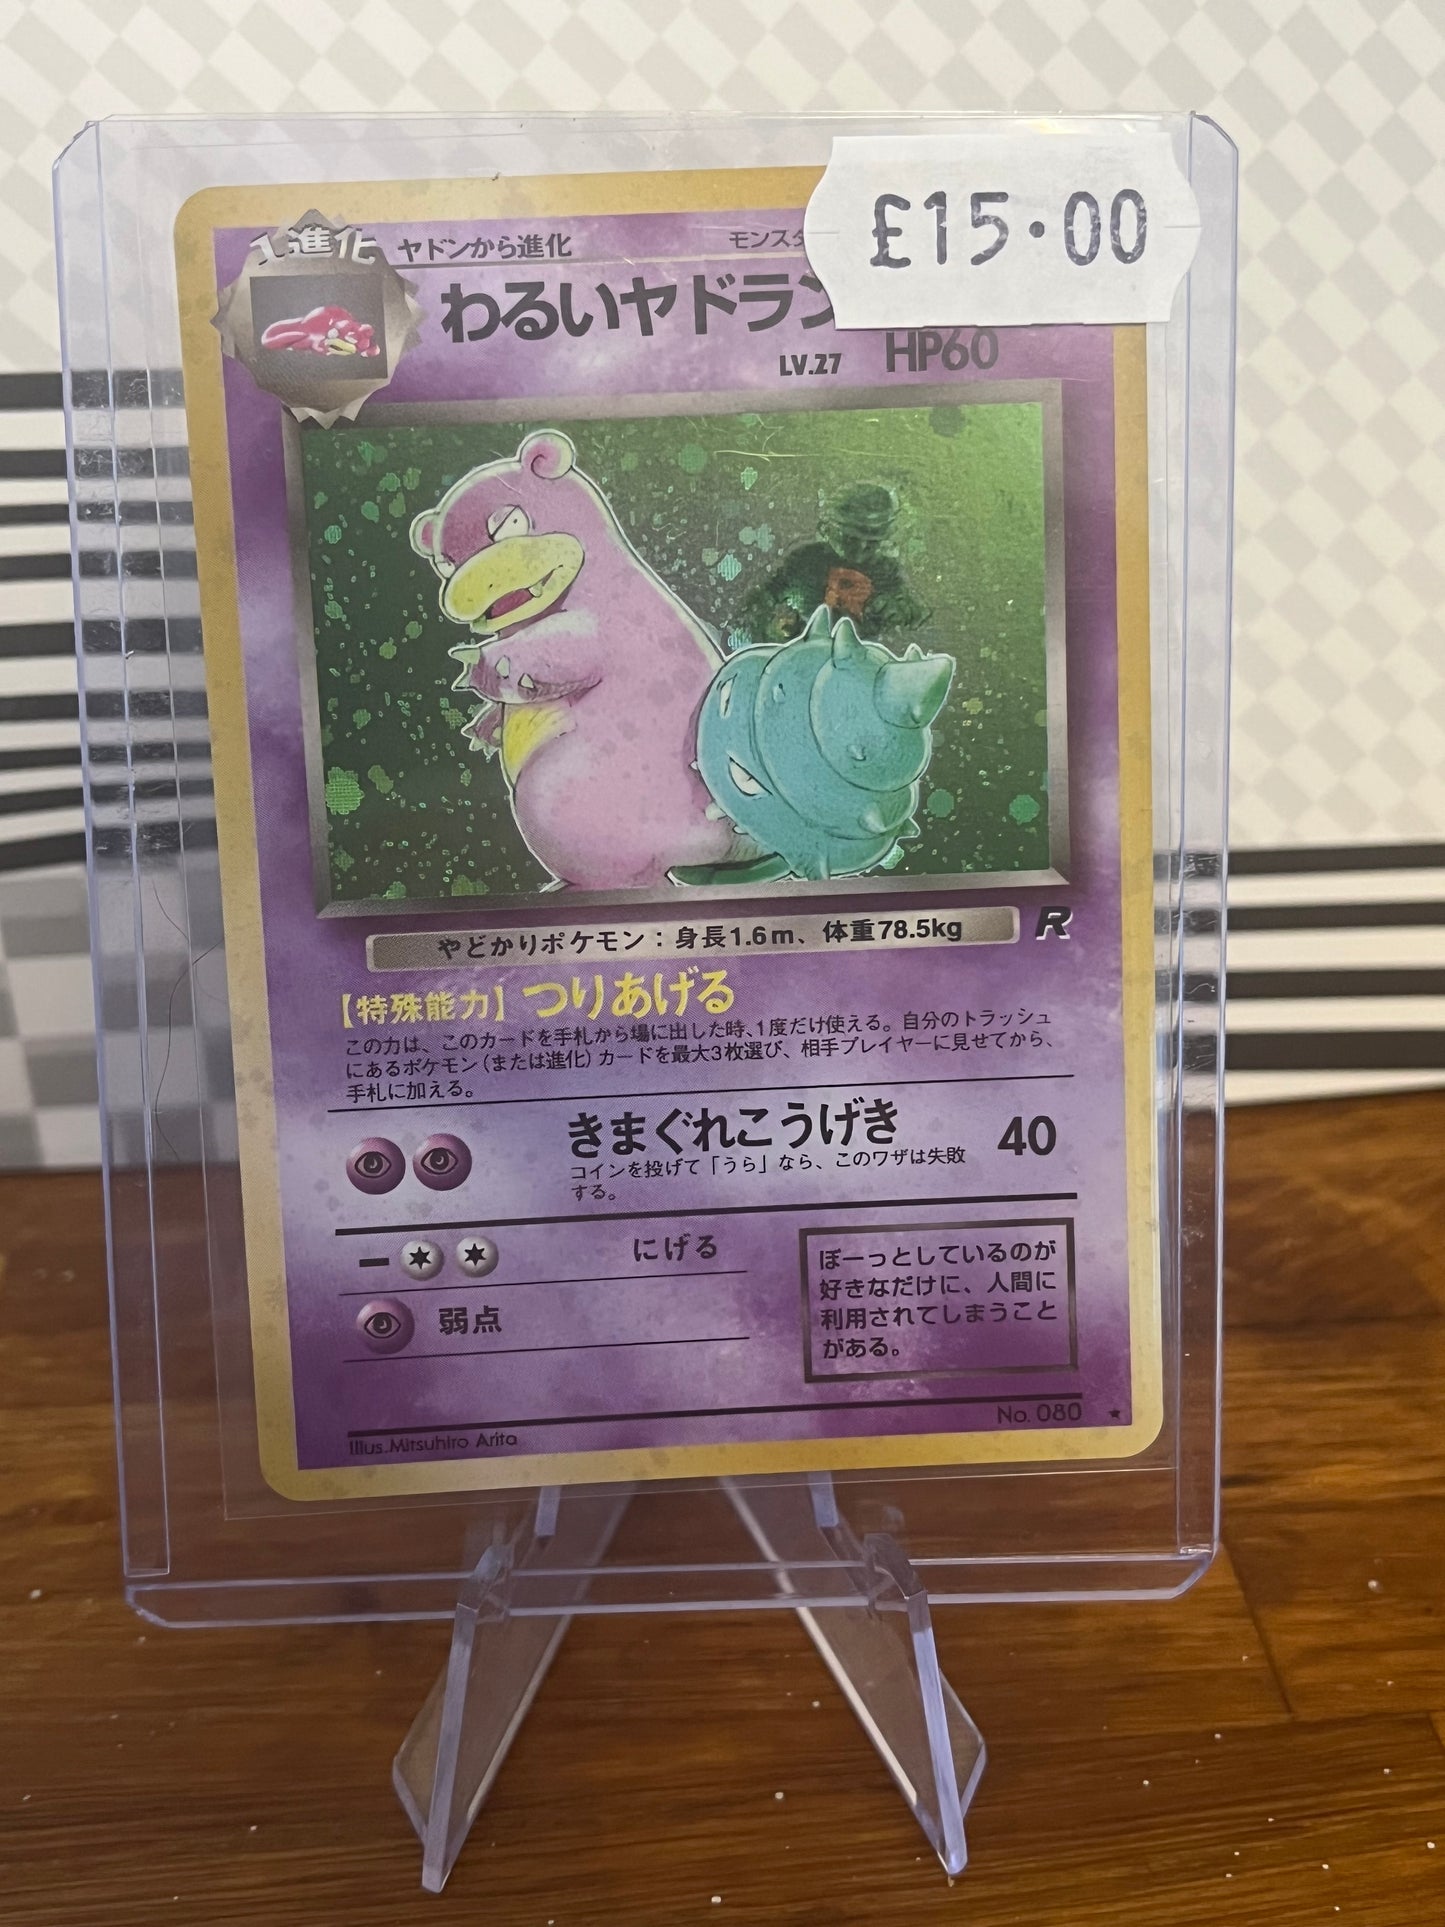 1進化
ヤドンから進化
£15.00
わるいヤドラン
LV.27 HP60
やどかりポケモン：身長1.6m、体重78.5kg
R
【特殊能力】つりあげる
この力は、このカードを手札から場に出した時、1度だけ使える。自分のトラッシュ
にあるポケモン（または進化）カードを最大3枚選び、相手プレイヤーに見せてから、
手札に加える。
きまぐれこうげき 40
コインを投げて「うら」なら、このワザは失敗
する。
にげる
弱点
ぼーっとしているのが
好きなだけに、人間に
利用されてしまうこと
がある。
No. 080
Illus. Mitsuhiro Arita